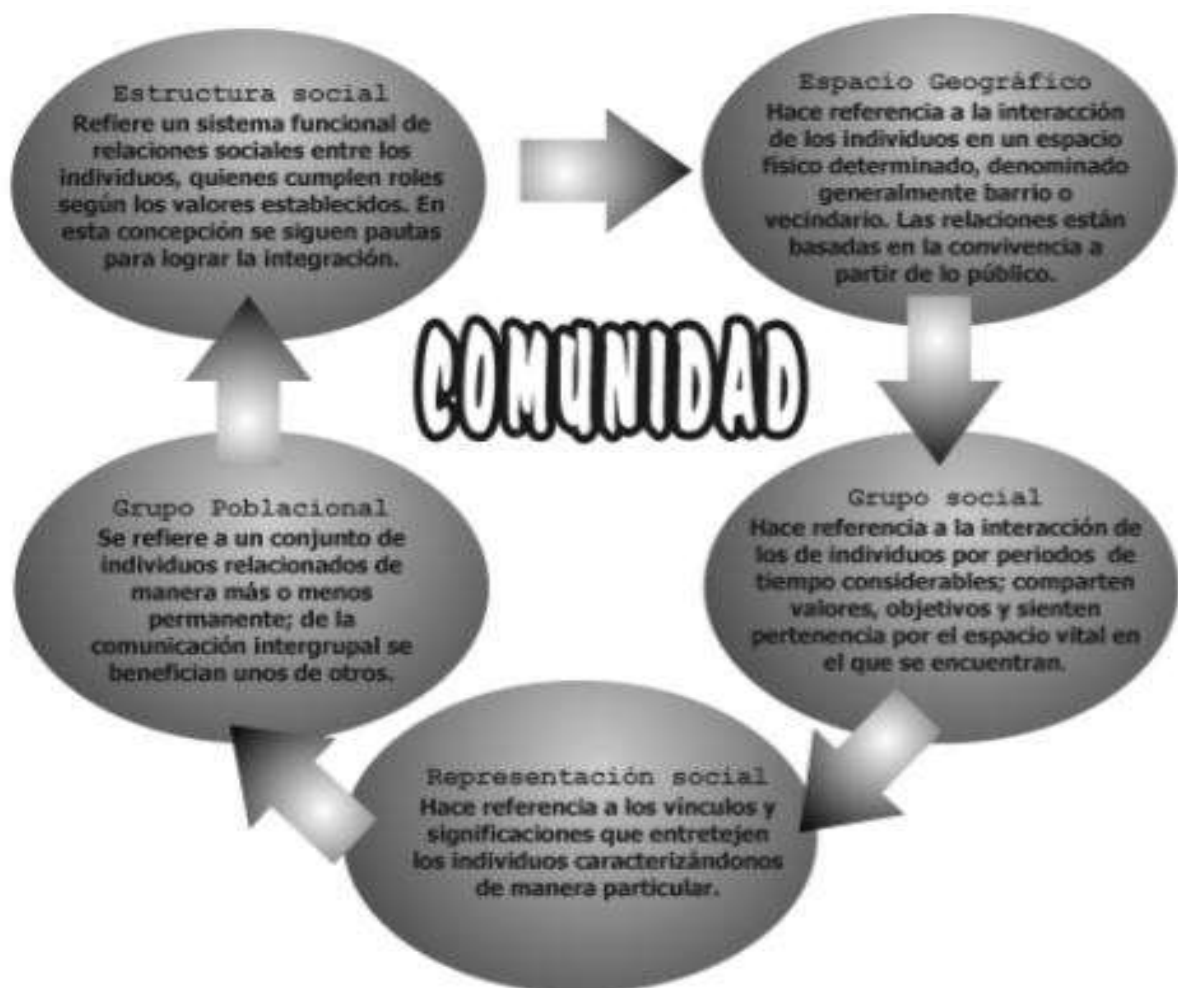 Estructura social
Refiere un sistema funcional de
relaciones sociales entre los
individuos, quienes cumplen roles
según los valores establecidos. En
esta concepción se siguen pautas
para lograr la integración.
Espacio Geográfico
Hace referencia a la interacción
de los individuos en un espacio
físico determinado, denominado
generalmente barrio o
vecindario. Las relaciones están
basadas en la convivencia a
partir de lo público.
COMUNIDAD
Grupo Poblacional
Se refiere a un conjunto de
individuos relacionados de
manera más o menos
permanente; de la
comunicación intergrupal se
benefician unos de otros.
Grupo social
Hace referencia a la interacción de
los de individuos por periodos de
tiempo considerables; comparten
valores, objetivos y sienten
pertenencia por el espacio vital en
el que se encuentran.
Representación social
Hace referencia a los vínculos y
significaciones que entretejen
los individuos caracterizándonos
de manera particular.